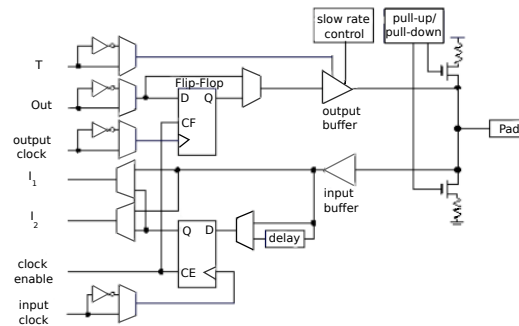 slow rate
control
pull-up/
pull-down
T
Flip-Flop
Out
D Q
output
buffer
CF
Pad
output
clock
I1
input
buffer
I2
Q D
delay
clock
enable
CE
input
clock